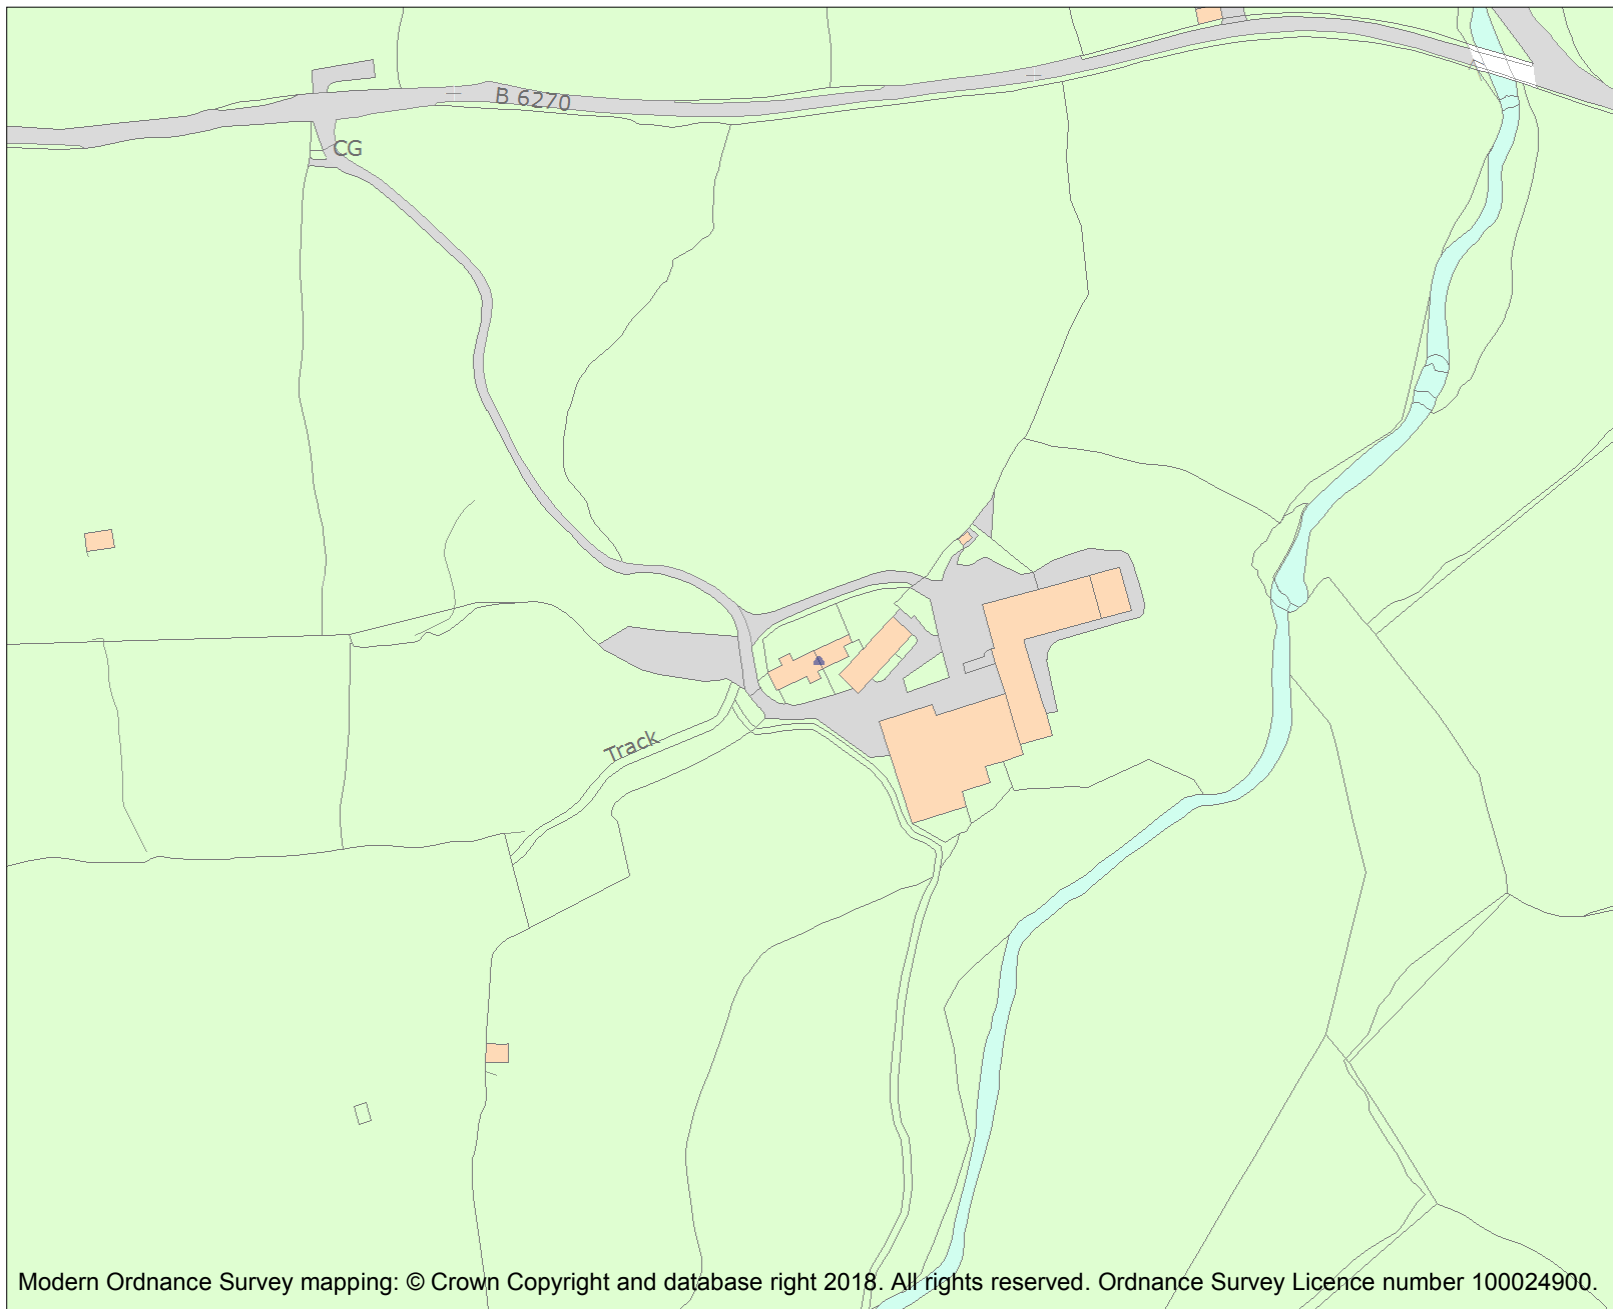 B 6270
CG
Track
Modern Ordnance Survey mapping: © Crown Copyright and database right 2018. All rights reserved. Ordnance Survey Licence number 100024900.